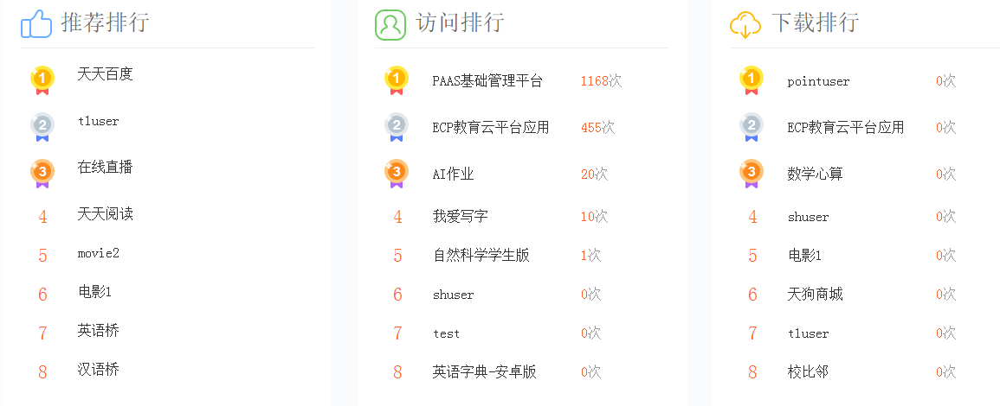 推荐排行
1 天天百度
2 t1user
3 在线直播
4 天天阅读
5 movie2
6 电影1
7 英语桥
8 汉语桥
访问排行
1 PAAS基础管理平台 1168次
2 ECP教育云平台应用 455次
3 AI作业 20次
4 我爱写字 10次
5 自然科学学生版 1次
6 shuser 0次
7 test 0次
8 英语字典-安卓版 0次
下载排行
1 pointuser 0次
2 ECP教育云平台应用 0次
3 数学心算 0次
4 shuser 0次
5 电影1 0次
6 天狗商城 0次
7 t1user 0次
8 校比邻 0次